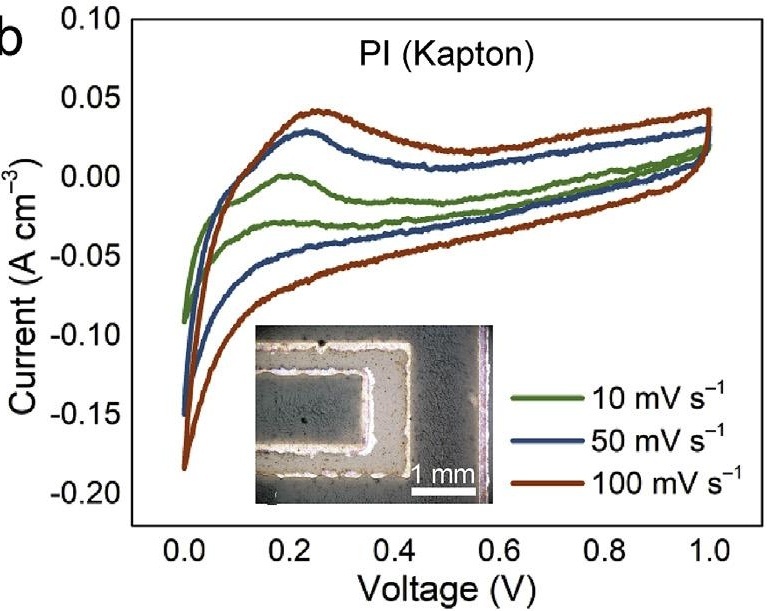 b
PI (Kapton)
Current (A cm⁻³)
0.10
0.05
0.00
-0.05
-0.10
-0.15
-0.20
1 mm
10 mV s⁻¹
50 mV s⁻¹
100 mV s⁻¹
0.0 0.2 0.4 0.6 0.8 1.0
Voltage (V)